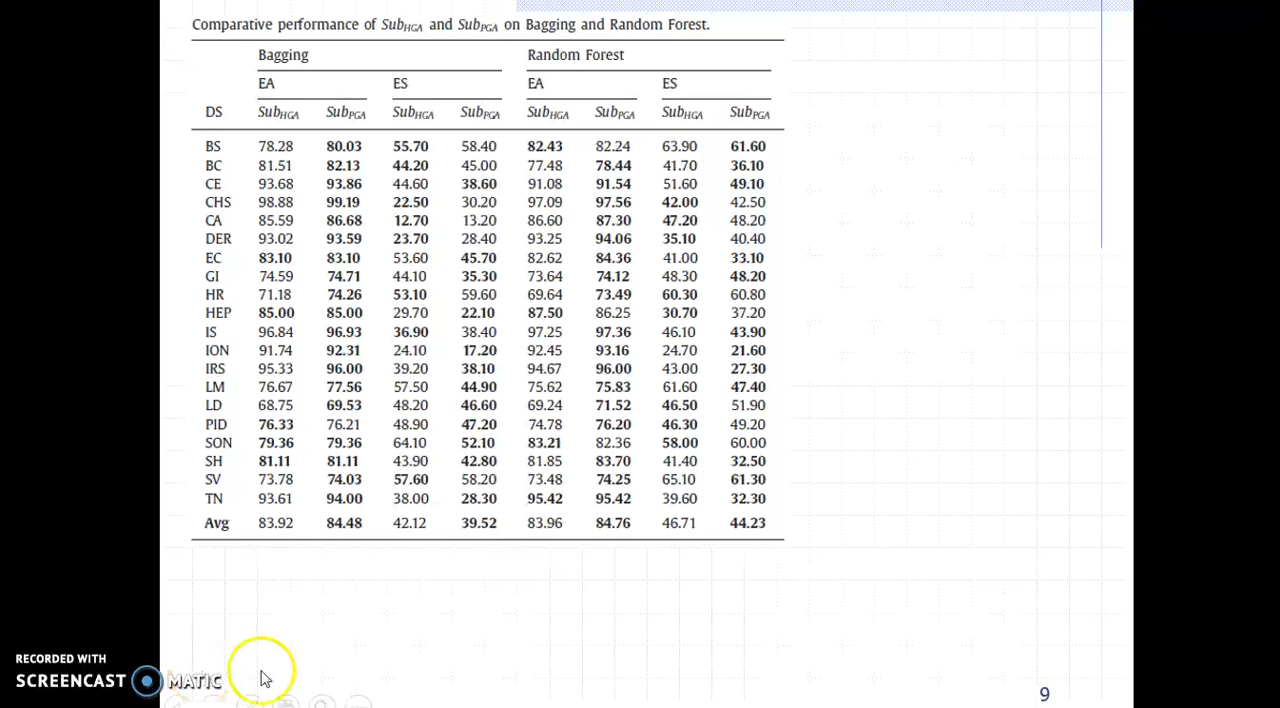 Comparative performance of SubHGA and SubPGA on Bagging and Random Forest.
Bagging Random Forest
EA ES EA ES
DS SubHGA SubPGA SubHGA SubPGA SubHGA SubPGA SubHGA SubPGA
BS 78.28 80.03 55.70 58.40 82.43 82.24 63.90 61.60
BC 81.51 82.13 44.20 45.00 77.48 78.44 41.70 36.10
CE 93.68 93.86 44.60 38.60 91.08 91.54 51.60 49.10
CHS 98.88 99.19 22.50 30.20 97.09 97.56 42.00 42.50
CA 85.59 86.68 12.70 13.20 86.60 87.30 47.20 48.20
DER 93.02 93.59 23.70 28.40 93.25 94.06 35.10 40.40
EC 83.10 83.10 53.60 45.70 82.62 84.36 41.00 33.10
GI 74.59 74.71 44.10 35.30 73.64 74.12 48.30 48.20
HR 71.18 74.26 53.10 59.60 69.64 73.49 60.30 60.80
HEP 85.00 85.00 29.70 22.10 87.50 86.25 30.70 37.20
IS 96.84 96.93 36.90 38.40 97.25 97.36 46.10 43.90
ION 91.74 92.31 24.10 17.20 92.45 93.16 24.70 21.60
IRS 95.33 96.00 39.20 38.10 94.67 96.00 43.00 27.30
LM 76.67 77.56 57.50 44.90 75.62 75.83 61.60 47.40
LD 68.75 69.53 48.20 46.60 69.24 71.52 46.50 51.90
PID 76.33 76.21 48.90 47.20 74.78 76.20 46.30 49.20
SON 79.36 79.36 64.10 52.10 83.21 82.36 58.00 60.00
SH 81.11 81.11 43.90 42.80 81.85 83.70 41.40 32.50
SV 73.78 74.03 57.60 58.20 73.48 74.25 65.10 61.30
TN 93.61 94.00 38.00 28.30 95.42 95.42 39.60 32.30
Avg 83.92 84.48 42.12 39.52 83.96 84.76 46.71 44.23
RECORDED WITH
SCREENCAST MATIC
9